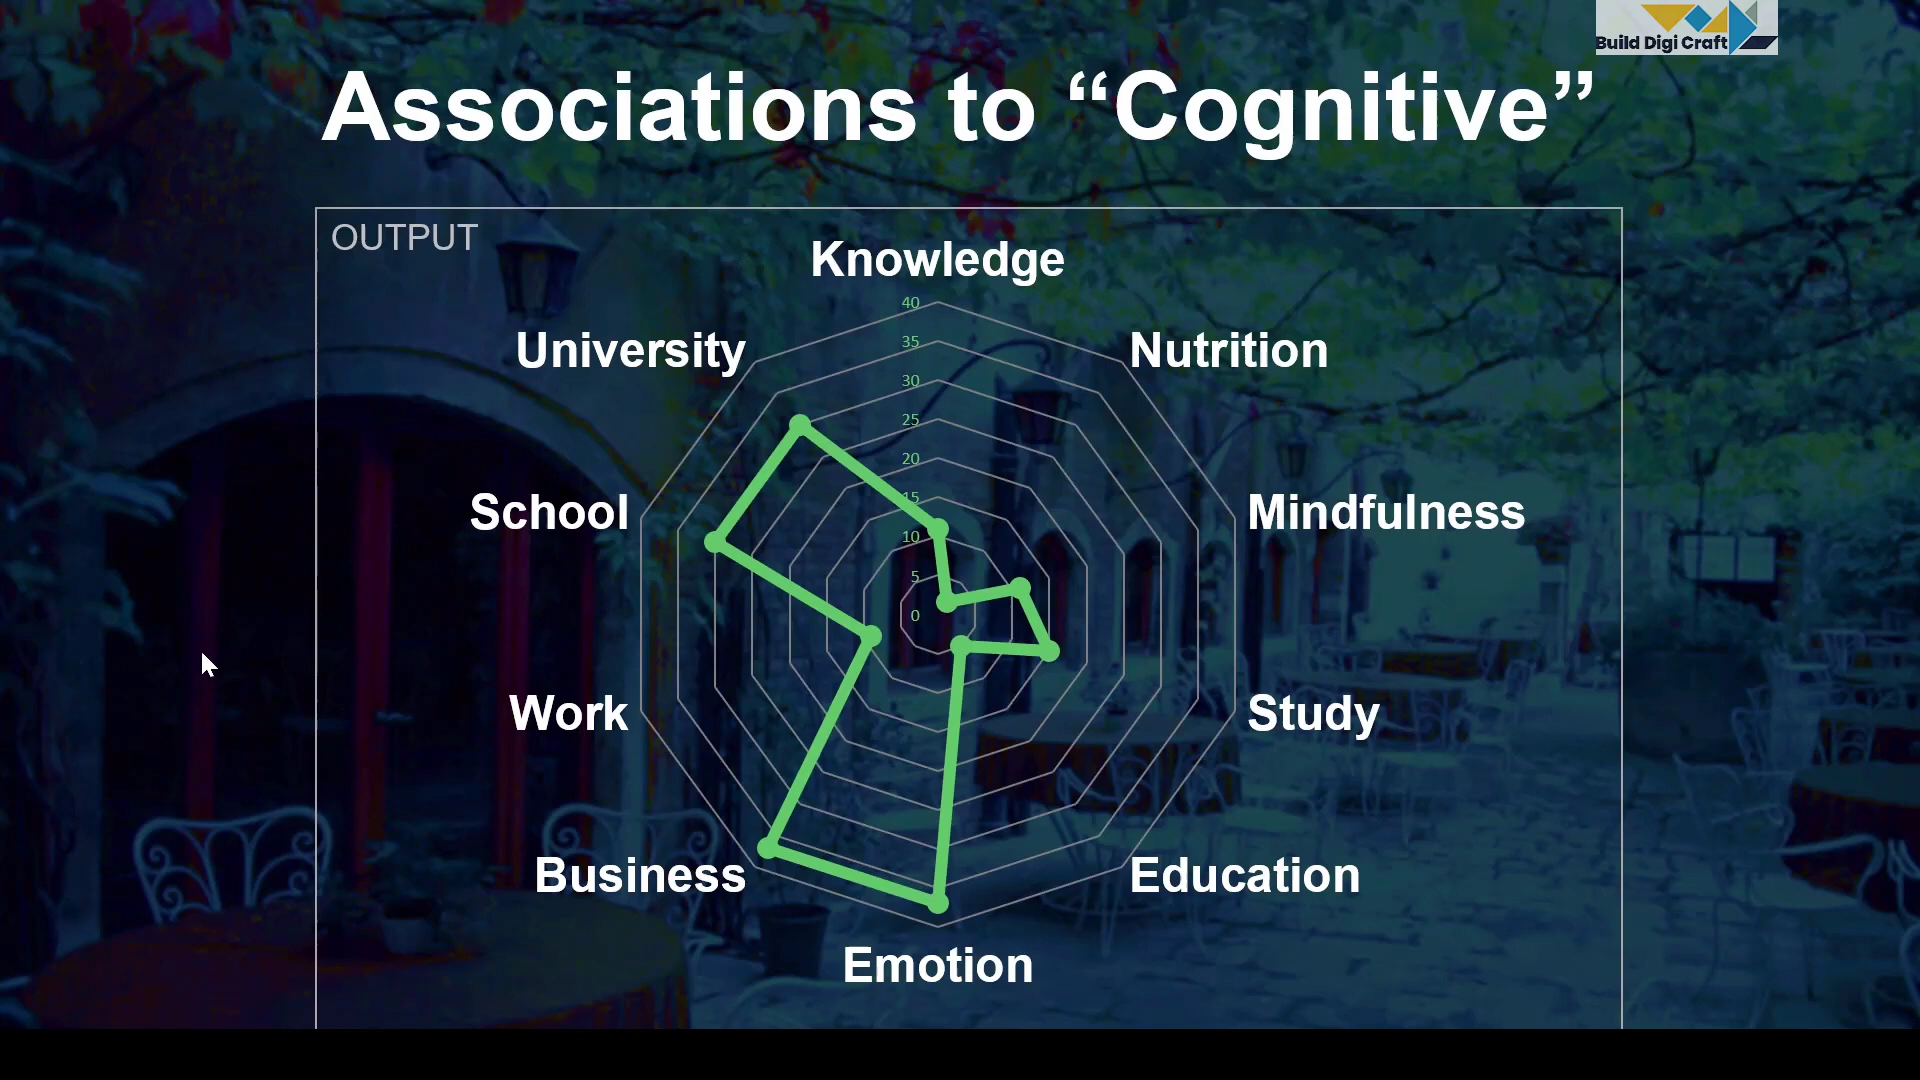 Build Digi Craft
Associations to “Cognitive”
OUTPUT
Knowledge
40
University
35
Nutrition
30
25
20
School
15
Mindfulness
10
5
0
Work
Study
Business
Education
Emotion